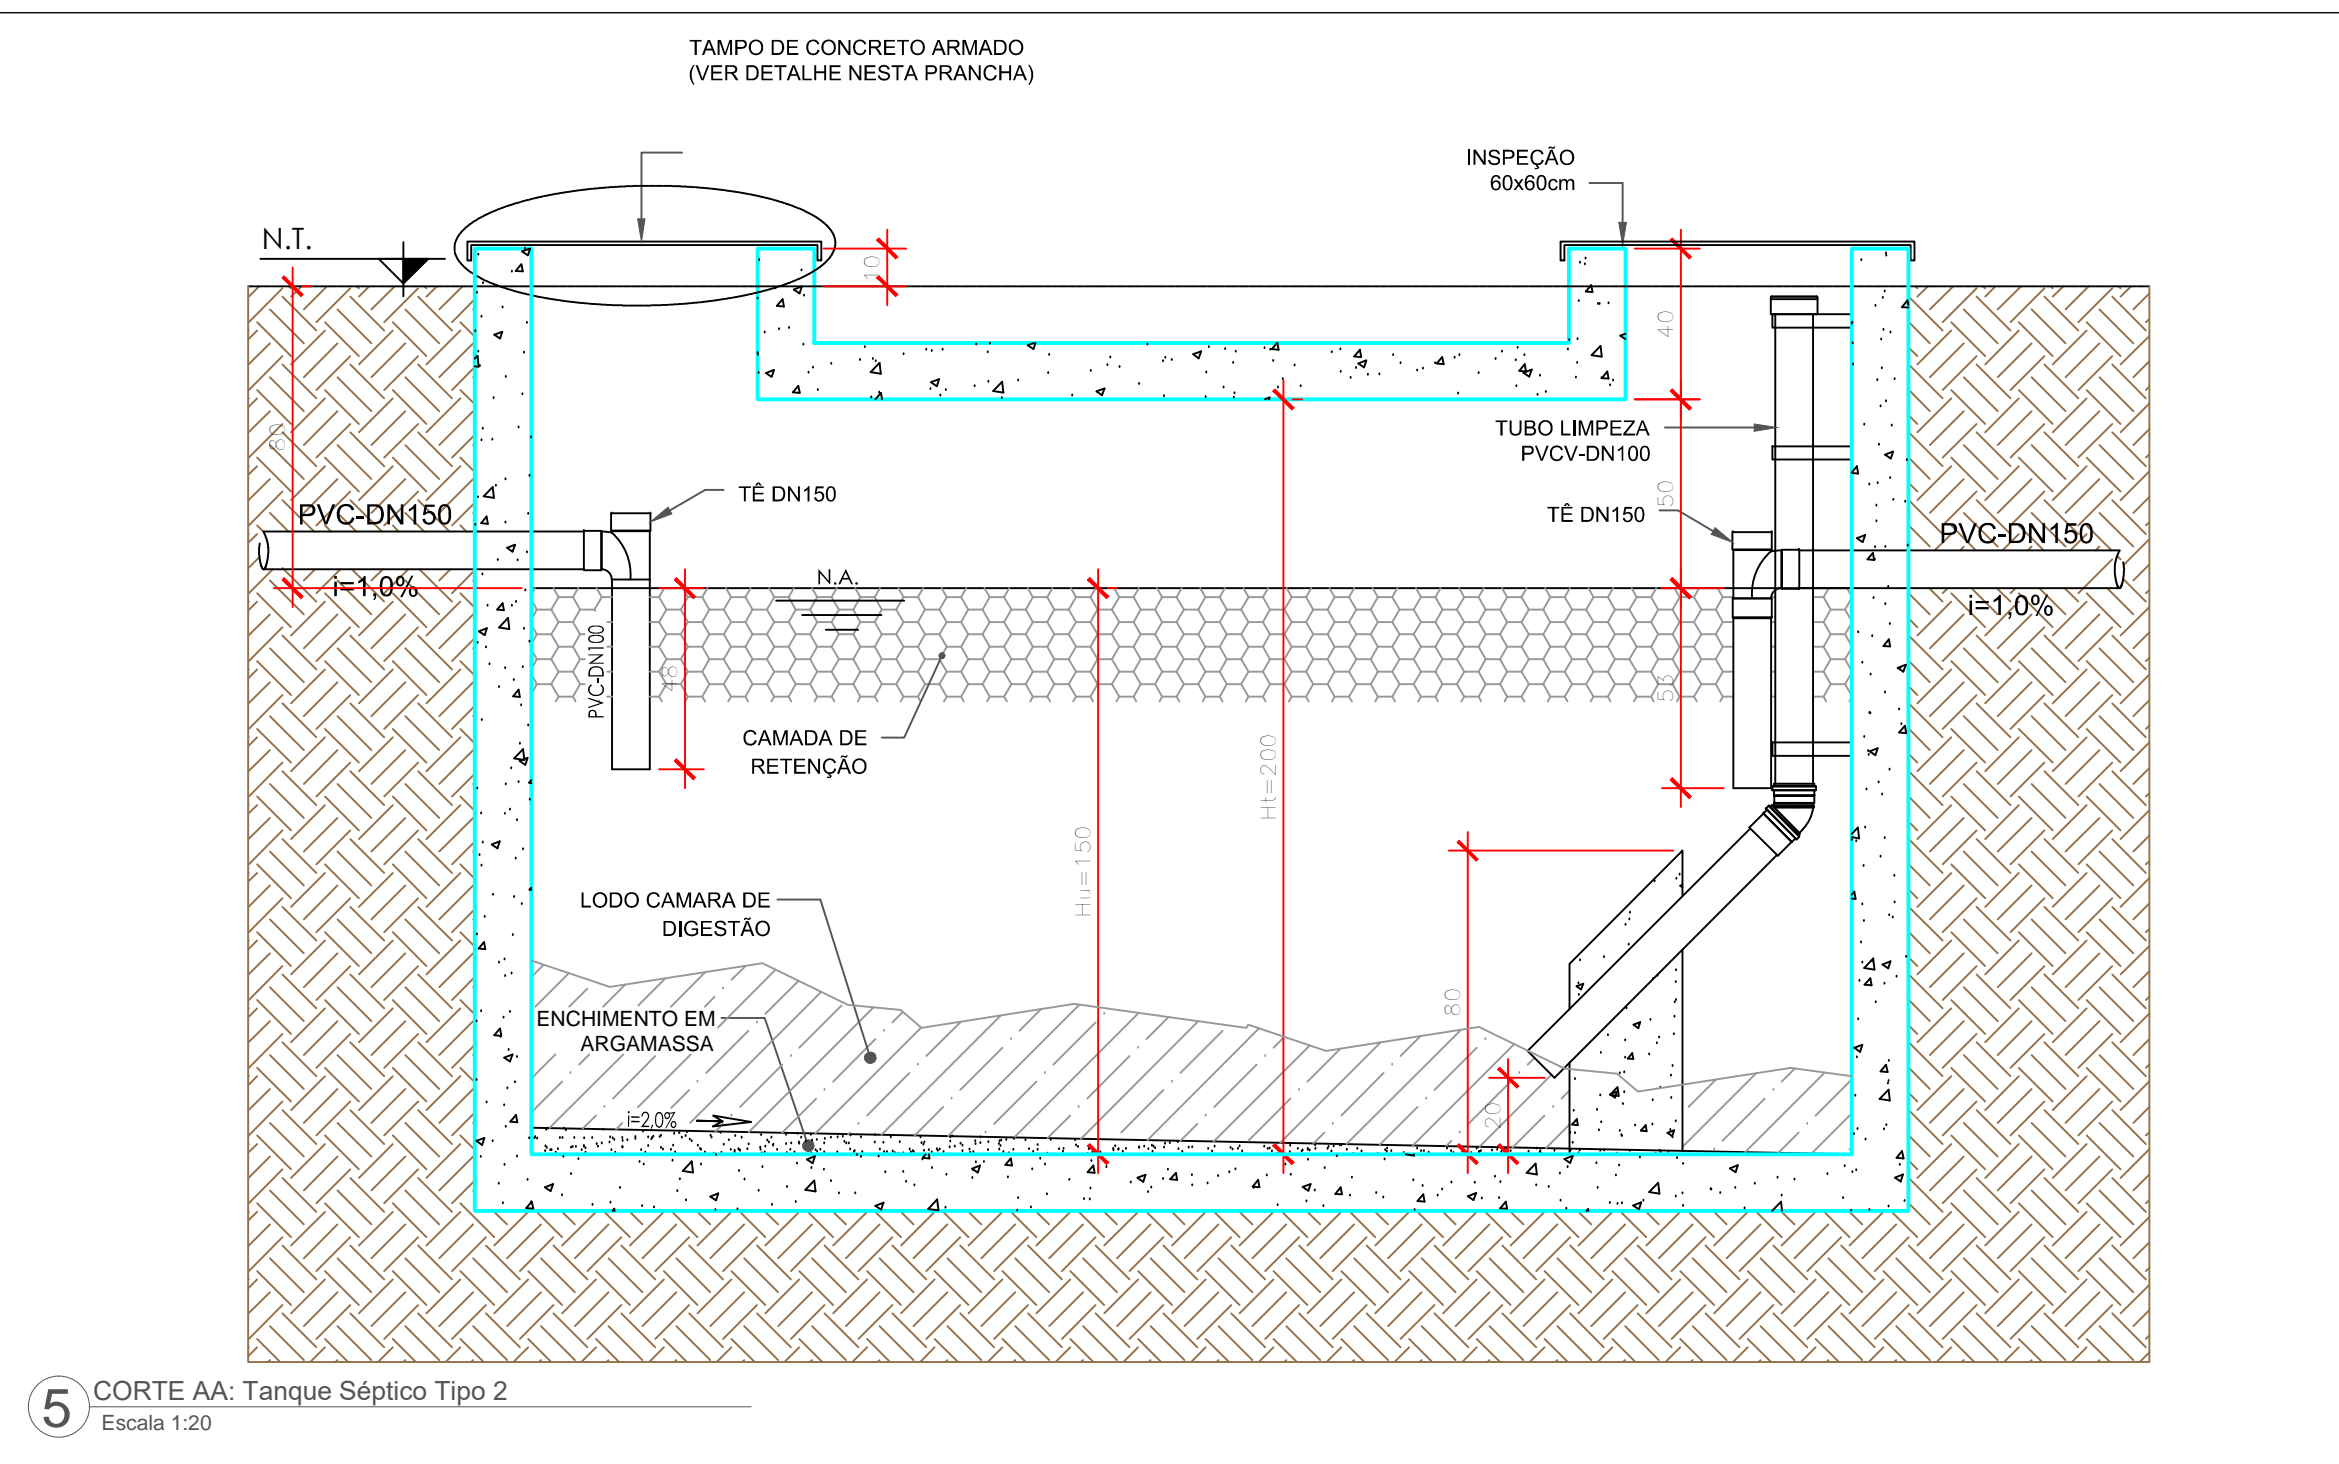 TAMPO DE CONCRETO ARMADO
(VER DETALHE NESTA PRANCHA)
INSPEÇÃO
60x60cm
N.T.
10
40
80
TUBO LIMPEZA
PVCV-DN100
TÊ DN150
50
TÊ DN150
PVC-DN150
PVC-DN150
i=1,0%
N.A.
i=1,0%
PVC-DN100
48
53
CAMADA DE
RETENÇÃO
Ht=200
Hu=150
LODO CAMARA DE
DIGESTÃO
80
ENCHIMENTO EM
ARGAMASSA
i=2,0%
20
5
CORTE AA: Tanque Séptico Tipo 2
Escala 1:20